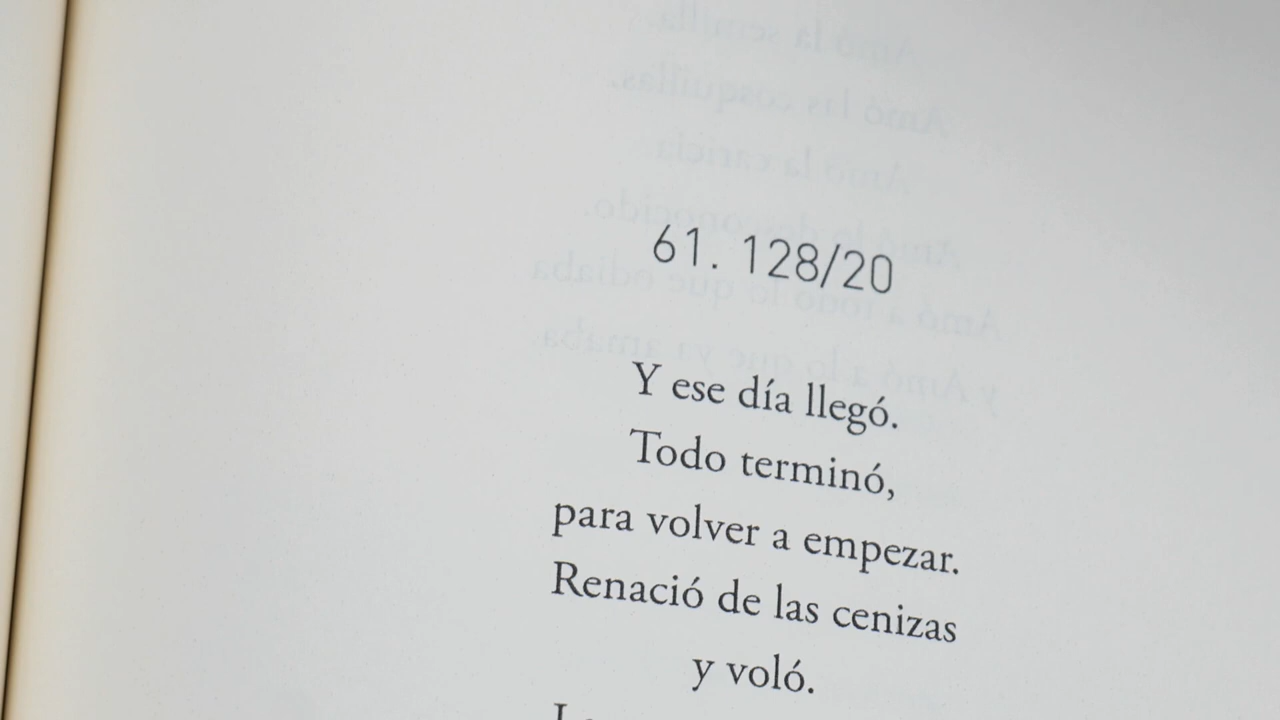 61. 128/20
Y ese día llegó.
Todo terminó,
para volver a empezar.
Renació de las cenizas
y voló.